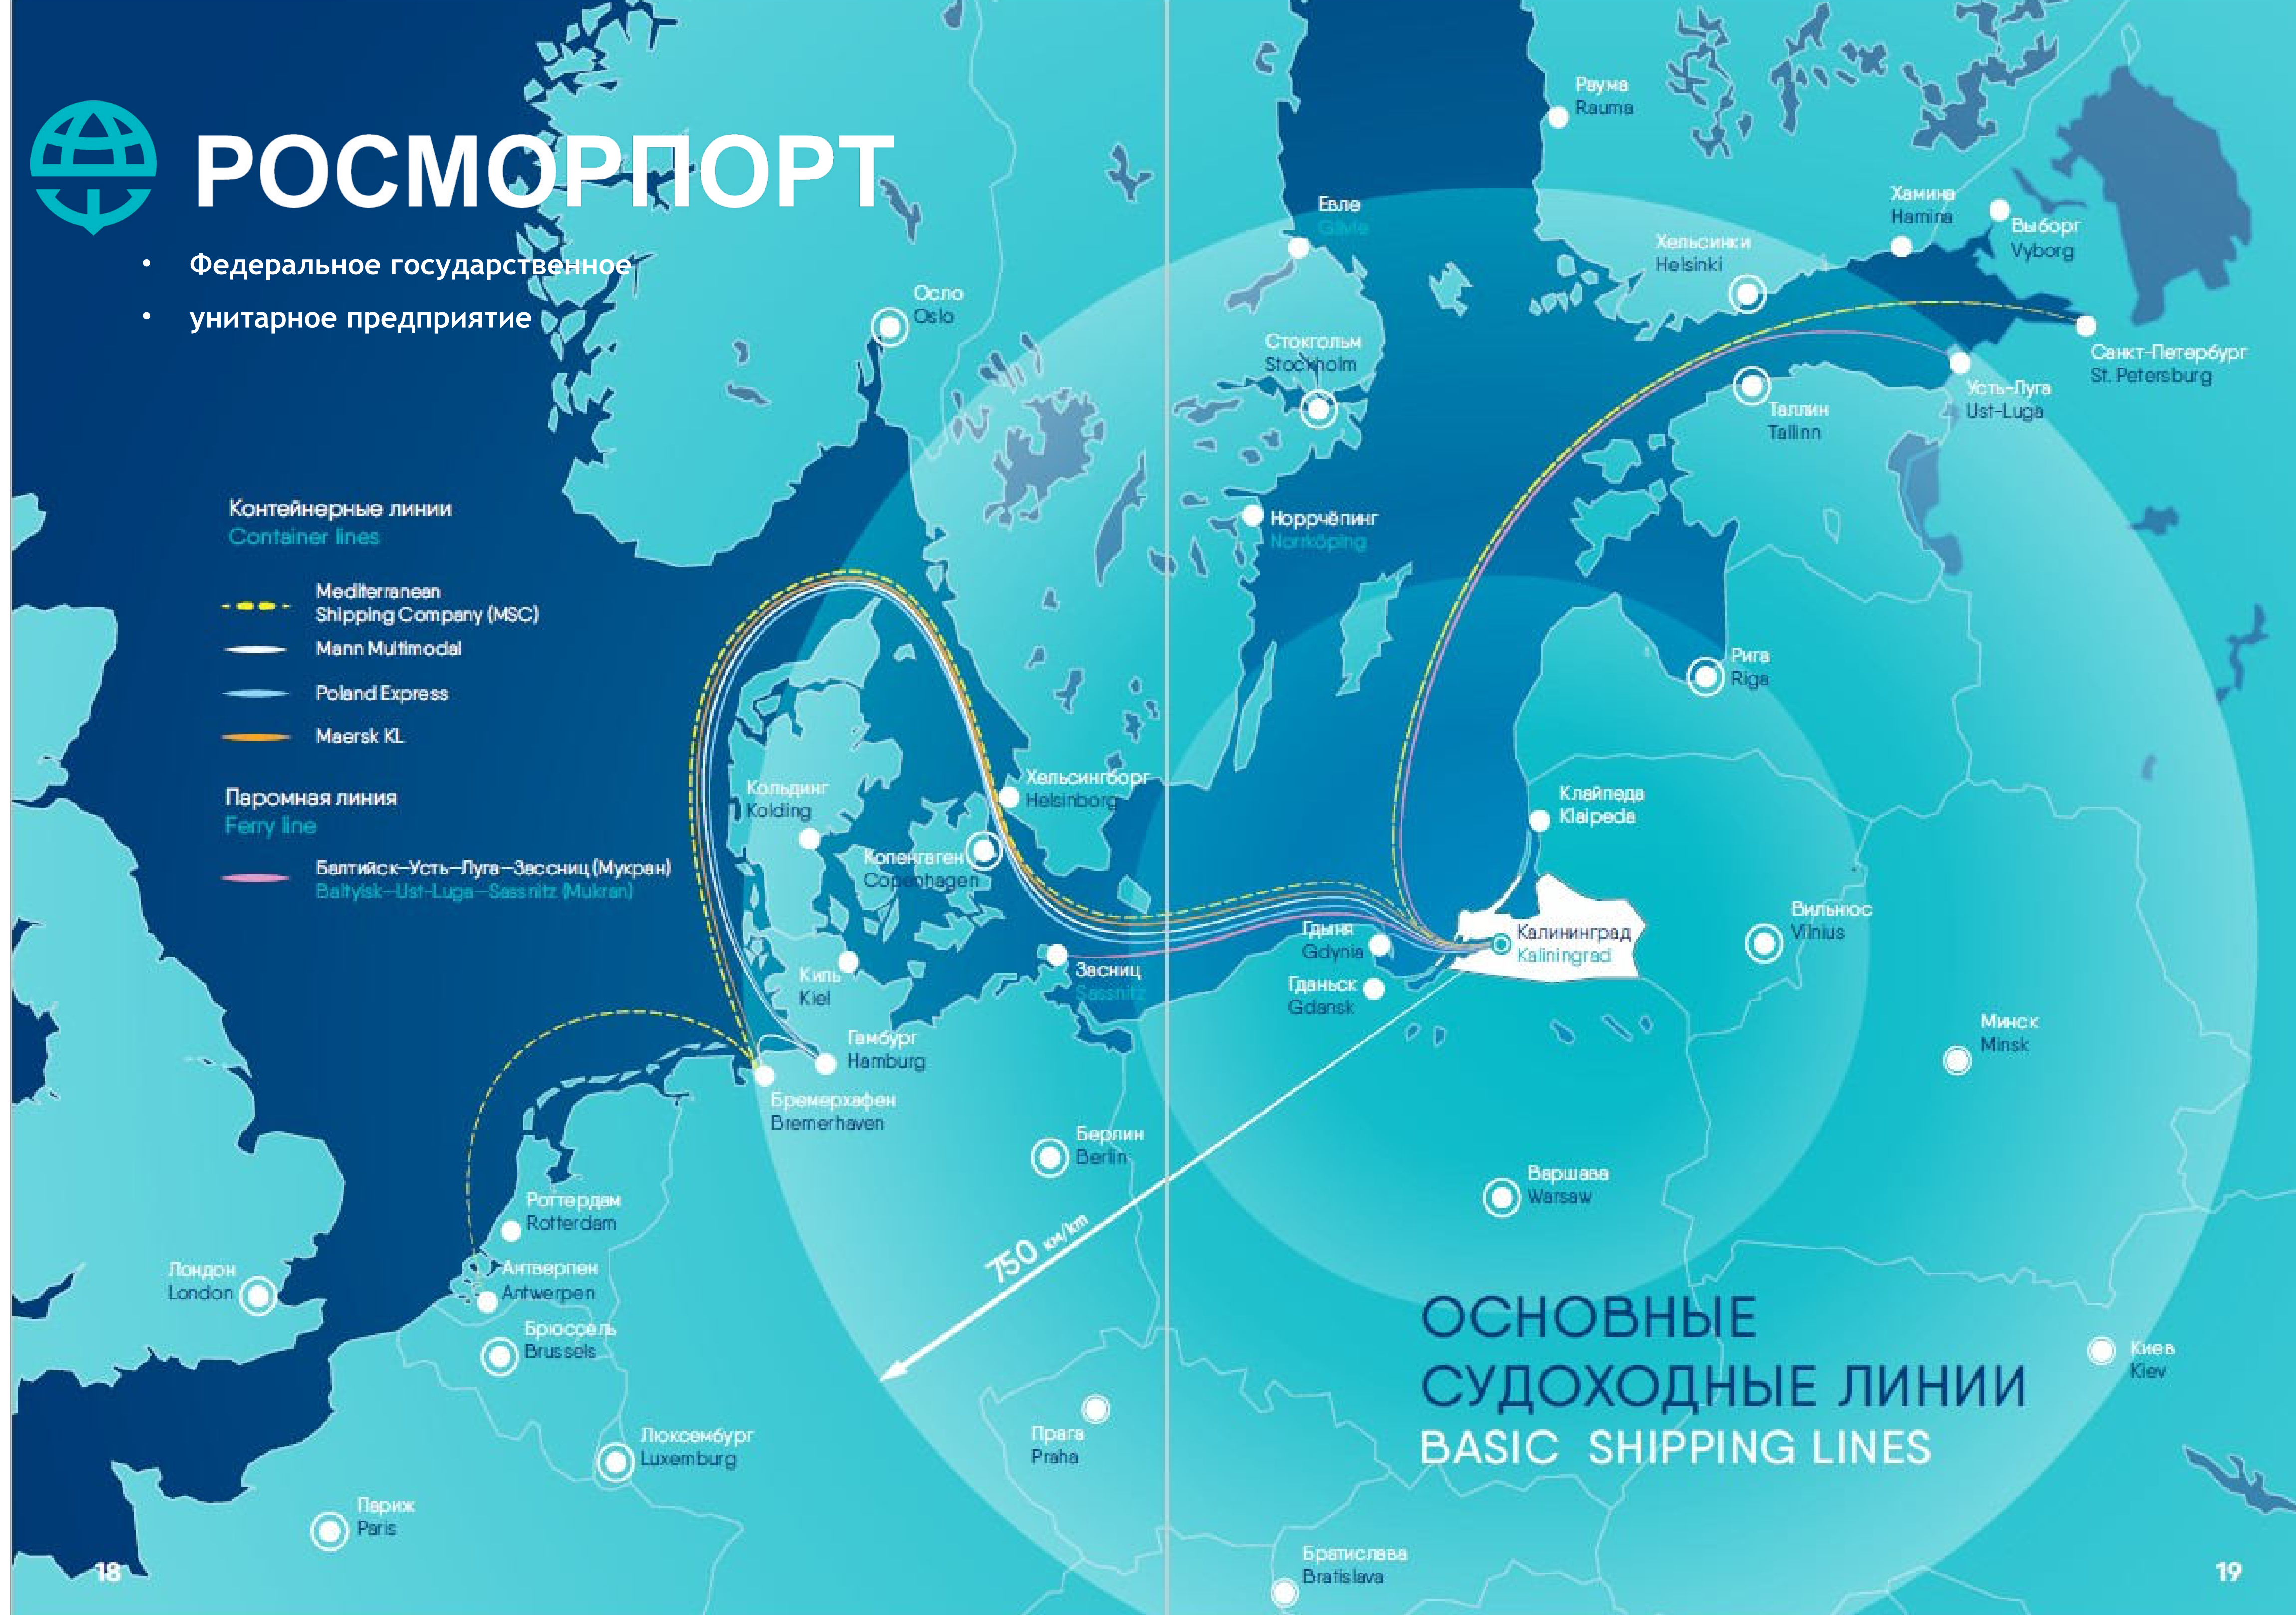 РОСМОРПОРТ
• Федеральное государственное
• унитарное предприятие
Контейнерные линии
Container lines
Mediterranean
Shipping Company (MSC)
Mann Multimodal
Poland Express
Maersk KL
Паромная линия
Ferry line
Балтийск–Усть–Луга–Зассниц (Мукран)
Baltyisk–Ust-Luga–Sassnitz (Mukran)
Раума
Rauma
Евле
Gävle
Хамина
Hamina
Выборг
Vyborg
Хельсинки
Helsinki
Осло
Oslo
Стокгольм
Stockholm
Санкт-Петербург
St. Petersburg
Усть-Луга
Ust-Luga
Таллин
Tallinn
Норрчёпинг
Norrköping
Рига
Riga
Хельсингборг
Helsinborg
Кольдинг
Kolding
Клайпеда
Klaipeda
Копенгаген
Copenhagen
Вильнюс
Vilnius
Калининград
Kaliningrad
Гдыня
Gdynia
Гданьск
Gdansk
Засниц
Sassnitz
Киль
Kiel
Гамбург
Hamburg
Минск
Minsk
Бремерхафен
Bremerhaven
Берлин
Berlin
Варшава
Warsaw
Роттердам
Rotterdam
750 км/km
Лондон
London
Антверпен
Antwerpen
Брюссель
Brussels
ОСНОВНЫЕ
СУДОХОДНЫЕ ЛИНИИ
BASIC SHIPPING LINES
Киев
Kiev
Прага
Praha
Люксембург
Luxemburg
Париж
Paris
Братислава
Bratislava
18
19